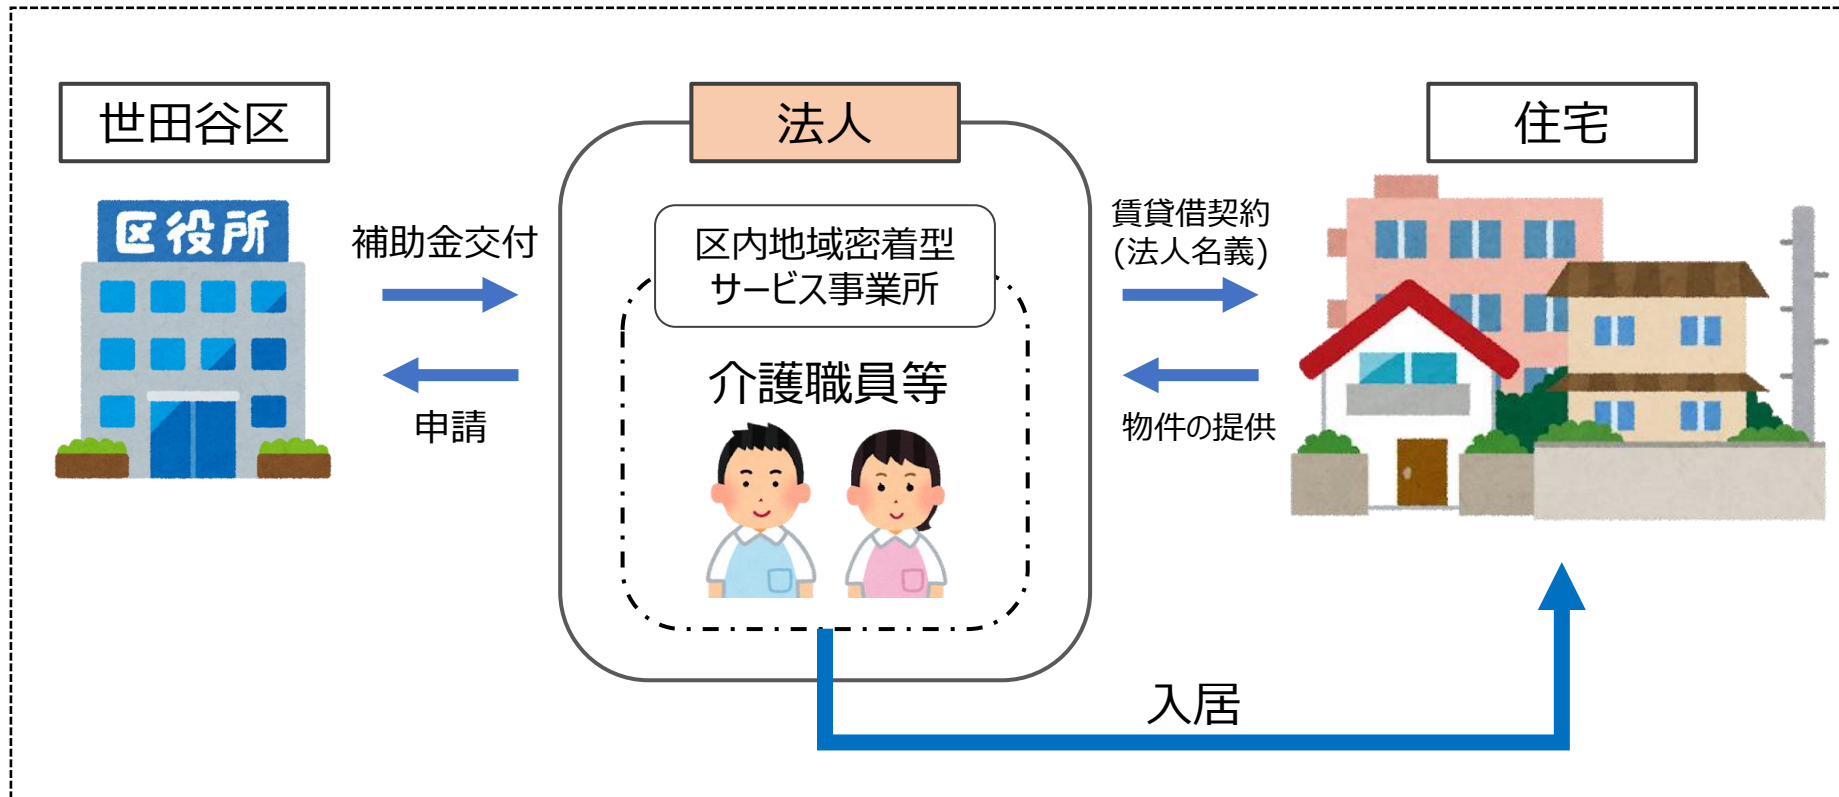 世田谷区
区役所
補助金交付
申請
法人
区内地域密着型
サービス事業所
介護職員等
賃貸借契約
(法人名義)
物件の提供
住宅
入居